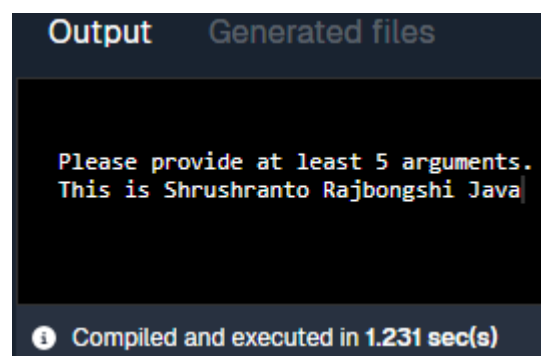 Output Generated files
Please provide at least 5 arguments.
This is Shrushranto Rajbongshi Java
Compiled and executed in 1.231 sec(s)